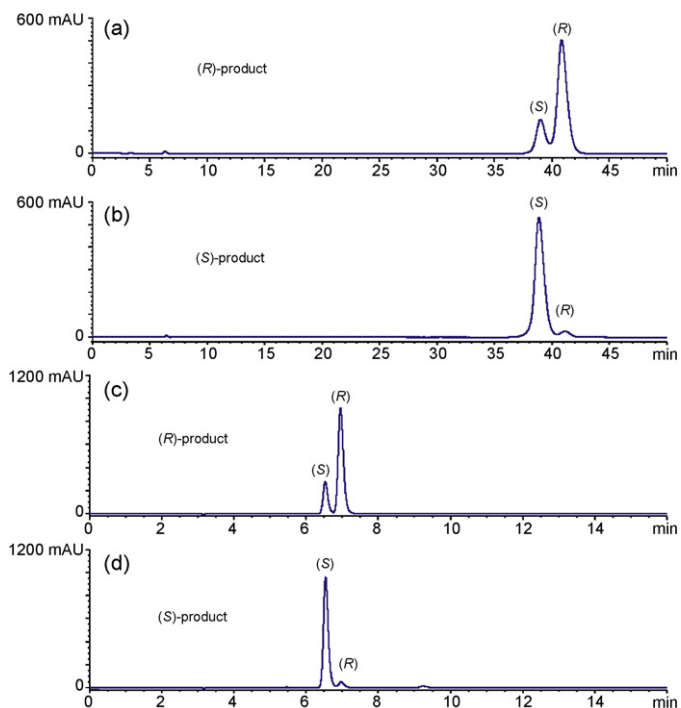 600 mAU
(a)
(R)
(R)-product
(S)
0
0 5 10 15 20 25 30 35 40 45 min
600 mAU
(b)
(S)
(S)-product
(R)
0
0 5 10 15 20 25 30 35 40 45 min
1200 mAU
(c)
(R)
(R)-product
(S)
0
0 2 4 6 8 10 12 14 min
1200 mAU
(d)
(S)
(S)-product
(R)
0
0 2 4 6 8 10 12 14 min